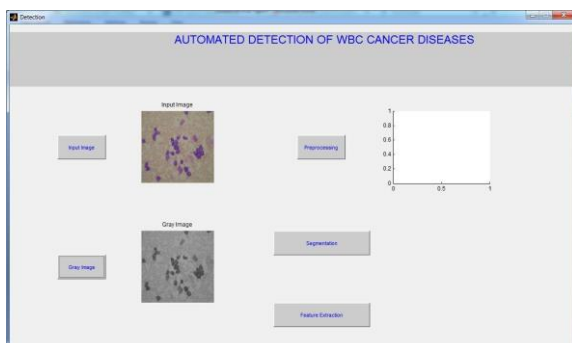 Detection
AUTOMATED DETECTION OF WBC CANCER DISEASES
Input Image
Input Image
Preprocessing
1
0.8
0.6
0.4
0.2
0
0 0.5 1
Gray Image
Gray Image
Segmentation
Feature Extraction